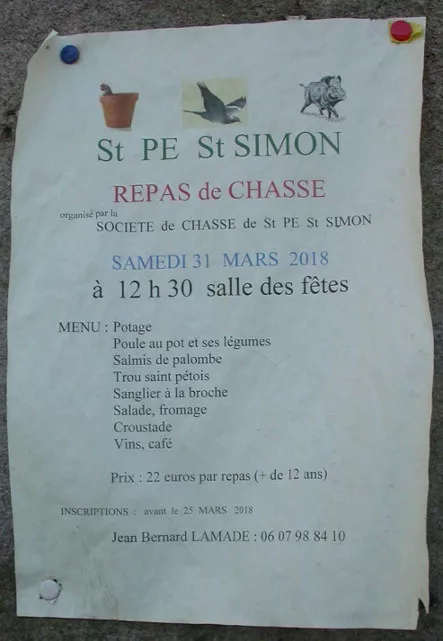 St PE St SIMON
REPAS de CHASSE
organisé par la
SOCIETE de CHASSE de St PE St SIMON
SAMEDI 31 MARS 2018
à 12 h 30 salle des fêtes
MENU : Potage
Poule au pot et ses légumes
Salmis de palombe
Trou saint pétois
Sanglier à la broche
Salade, fromage
Croustade
Vins, café
Prix : 22 euros par repas (+ de 12 ans)
INSCRIPTIONS : avant le 25 MARS 2018
Jean Bernard LAMADE : 06 07 98 84 10